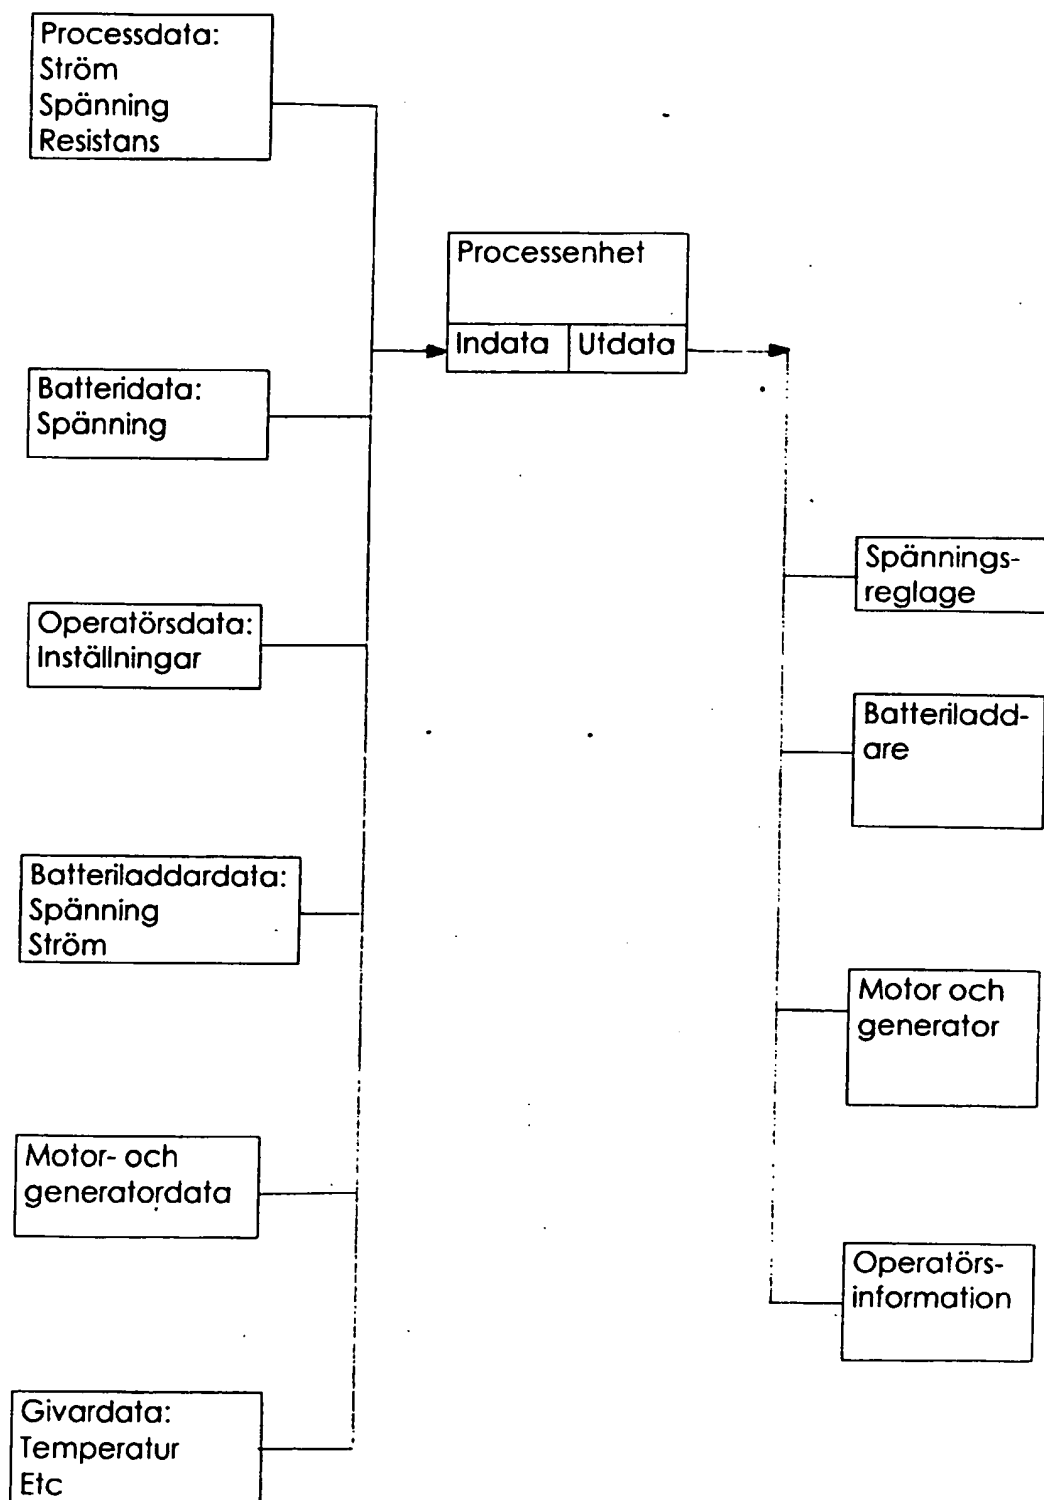 Processdata:
Ström
Spänning
Resistans
Processenhet
Indata
Utdata
Batteridata:
Spänning
Operatörsdata:
Inställningar
Batteriladdardata:
Spänning
Ström
Motor- och
generatordata
Givardata:
Temperatur
Etc
Spännings-
reglage
Batteriladd-
are
Motor och
generator
Operatörs-
information